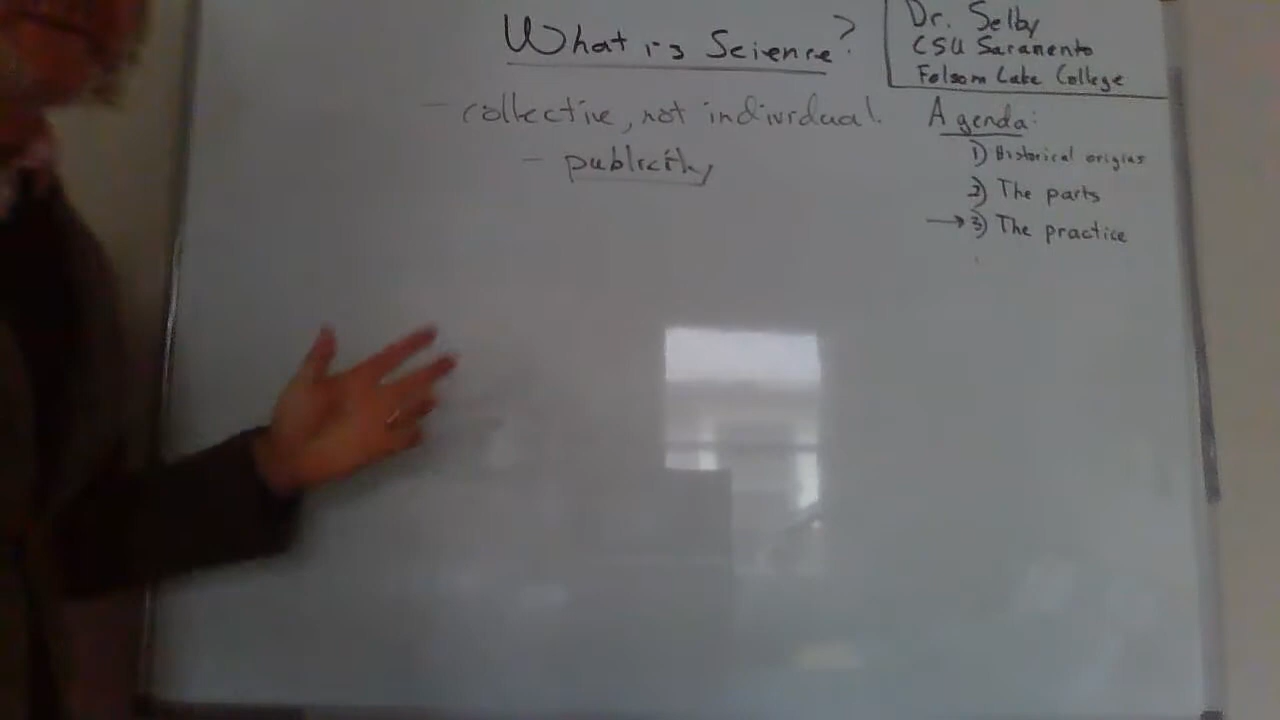 What is Science?
- collective, not individual.
- publicity
Dr. Selby
CSU Saramento
Folsom Lake College
Agenda:
1) Historical origins
2) The parts
→ 3) The practice